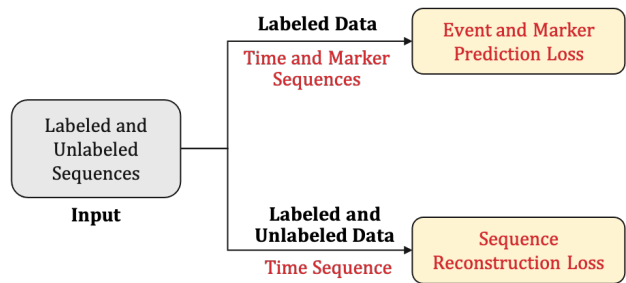 Labeled and
Unlabeled
Sequences
Input
Labeled Data
Time and Marker
Sequences
Event and Marker
Prediction Loss
Labeled and
Unlabeled Data
Time Sequence
Sequence
Reconstruction Loss